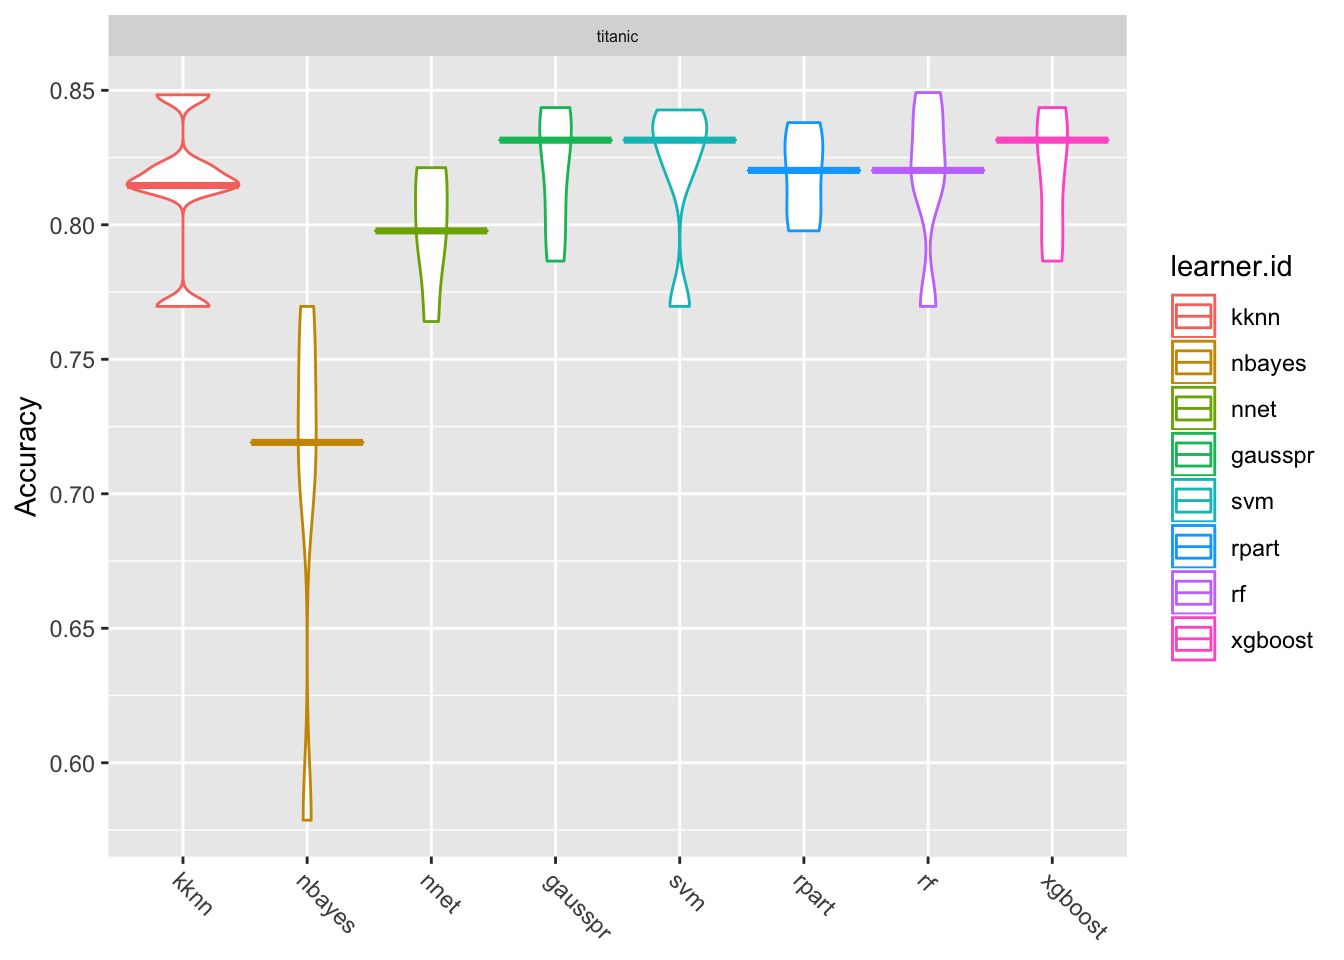 titanic
Accuracy
0.85
0.80
0.75
0.70
0.65
0.60
kknn
nbayes
nnet
gausspr
svm
rpart
rf
xgboost
learner.id
kknn
nbayes
nnet
gausspr
svm
rpart
rf
xgboost